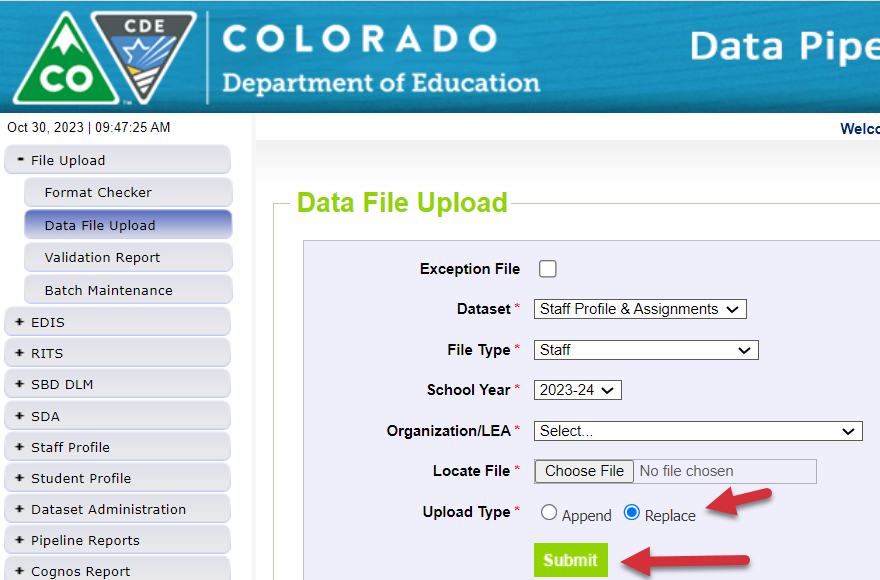 CDE
CO
TM
COLORADO
Department of Education
Data Pipe
Oct 30, 2023 | 09:47:25 AM
Welco
- File Upload
Format Checker
Data File Upload
Validation Report
Batch Maintenance
+ EDIS
+ RITS
+ SBD DLM
+ SDA
+ Staff Profile
+ Student Profile
+ Dataset Administration
+ Pipeline Reports
+ Cognos Report
Data File Upload
Exception File
Dataset * Staff Profile & Assignments
File Type * Staff
School Year * 2023-24
Organization/LEA * Select...
Locate File * Choose File No file chosen
Upload Type * Append Replace
Submit